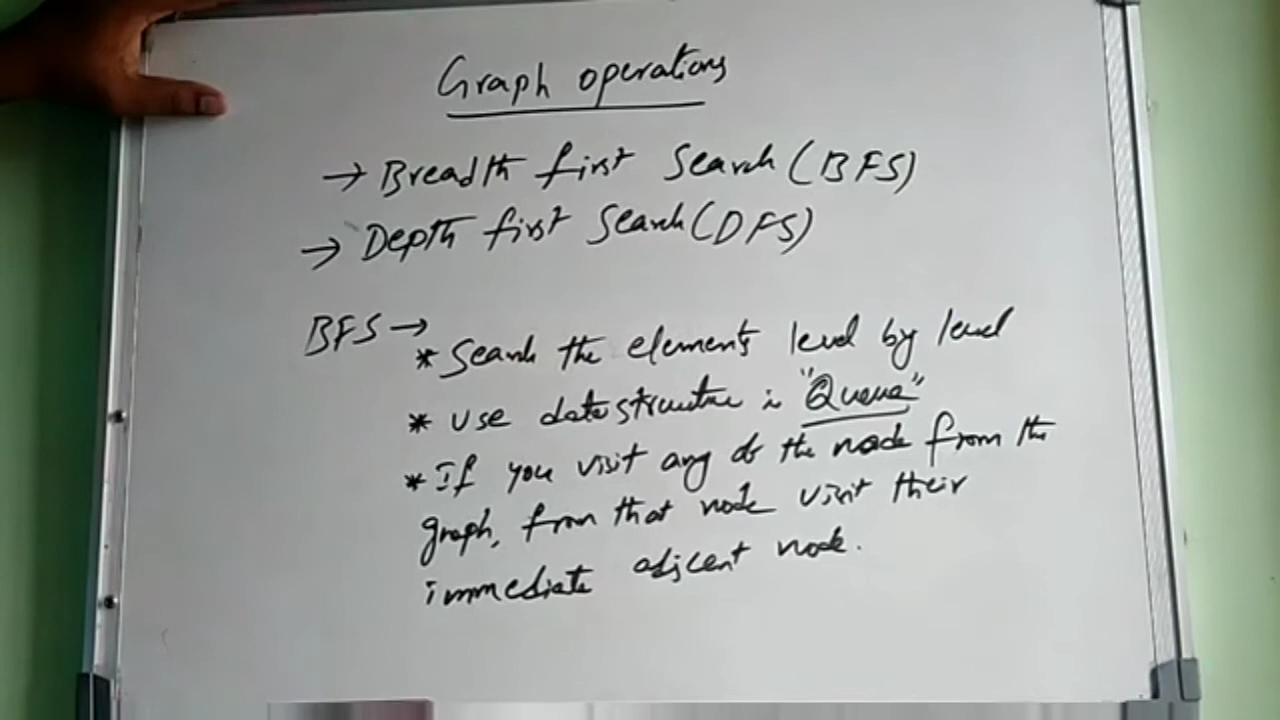 Graph operations
→ Breadth first Search (BFS)
→ Depth first Search (DFS)
BFS →
* Search the elements level by level
* use data structure is "Queue"
* If you visit any of the node from the
graph, from that node visit their
immediate adjcent node.